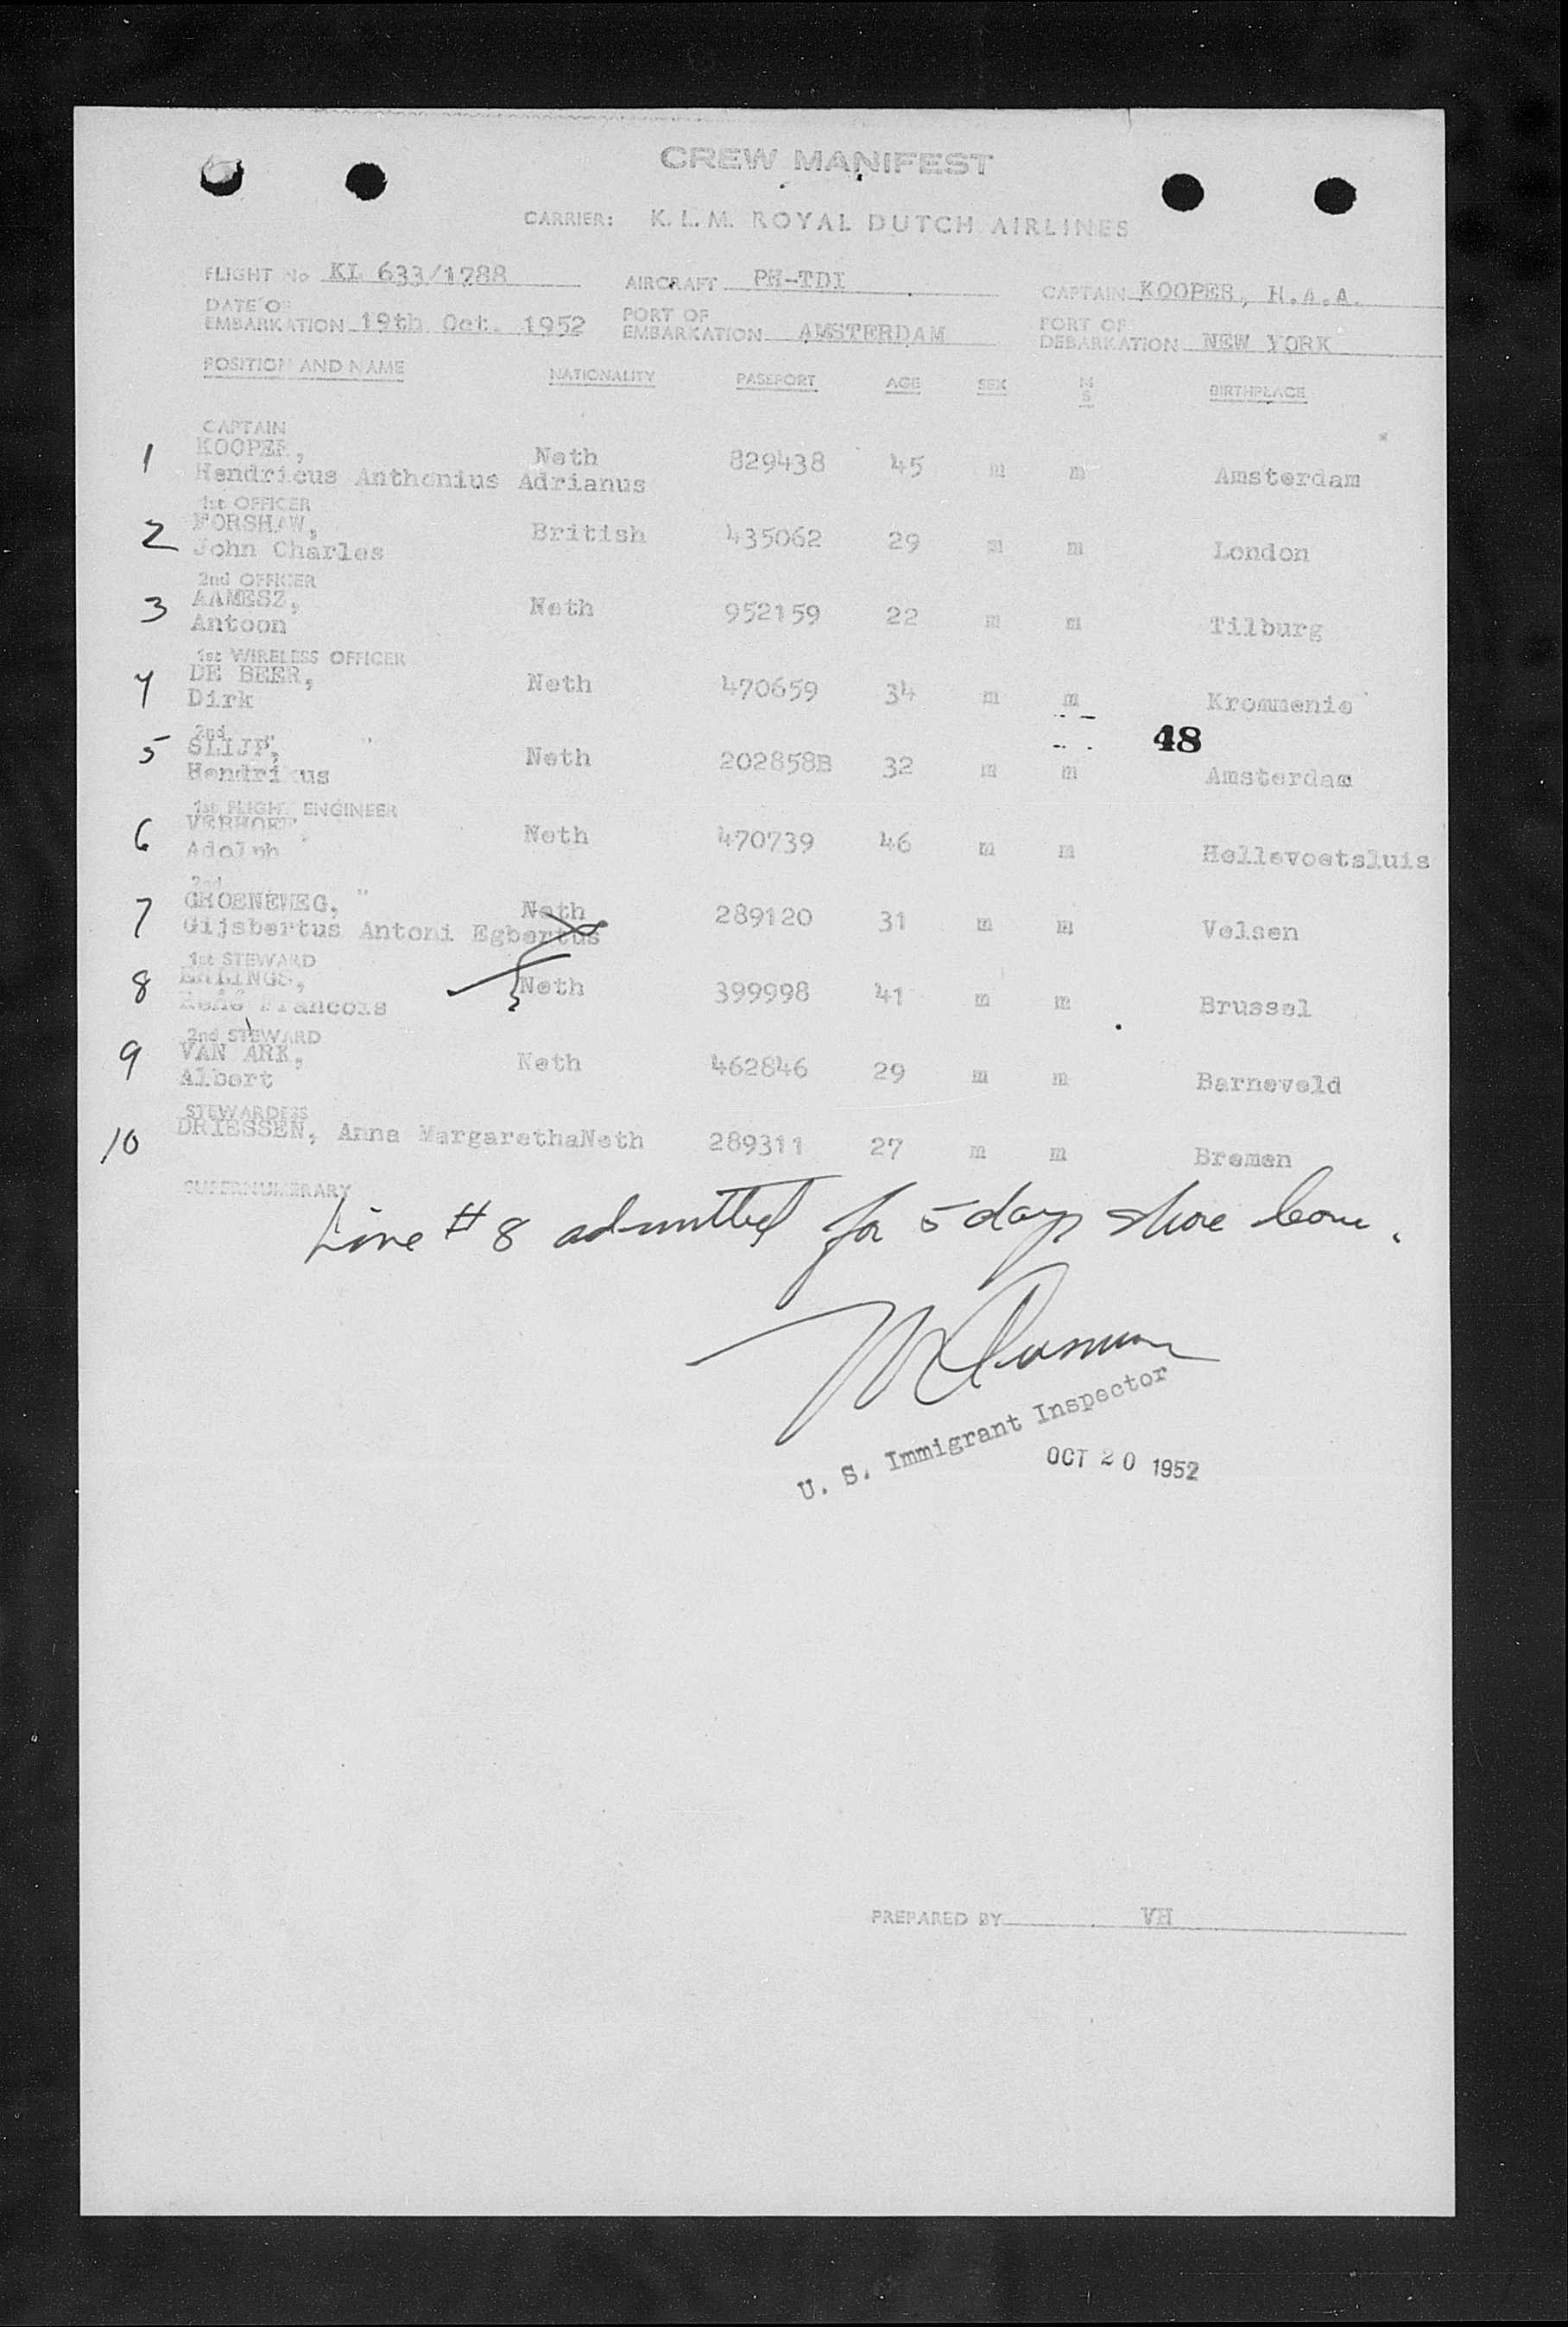 CREW MANIFEST
CARRIER: K.L.M. ROYAL DUTCH AIRLINES
FLIGHT No KL 633/1788 AIRCRAFT PH-TDI CAPTAIN KOOPER, H.A.A.
DATE OF EMBARKATION 19th Oct. 1952 PORT OF EMBARKATION AMSTERDAM PORT OF DEBARKATION NEW YORK
POSITION AND NAME NATIONALITY PASSPORT AGE SEX M S BIRTHPLACE
CAPTAIN
1 KOOPER, Neth 829438 45 m m Amsterdam
Hendricus Anthonius Adrianus
1st OFFICER
2 FORSHAW, British 435062 29 m m London
John Charles
2nd OFFICER
3 AAMESZ, Neth 952159 22 m m Tilburg
Antoon
1st WIRELESS OFFICER
4 DE BEER, Neth 470659 34 m m Krommenie
Dirk
2nd "
48
5 SLIJP, Neth 202858B 32 m m Amsterdam
Hendricus
1st FLIGHT ENGINEER
6 VERHOEF, Neth 470739 46 m m Hellevoetsluis
Adolph
2nd "
7 GROENEWEG, Neth 289120 31 m m Velsen
Gijsbertus Antoni Egbertus
1st STEWARD
8 EHLINGS, Neth 399998 41 m m Brussel
Francois
2nd STEWARD
9 VAN ARK, Neth 462846 29 m m Barneveld
Albert
STEWARDESS
10 DRIESSEN, Anna MargarethaNeth 289311 27 m m Bremen
SUPERNUMERARY
Line #8 admitted for 5 days shore leave.
U. S. Immigrant Inspector
OCT 20 1952
PREPARED BY VH